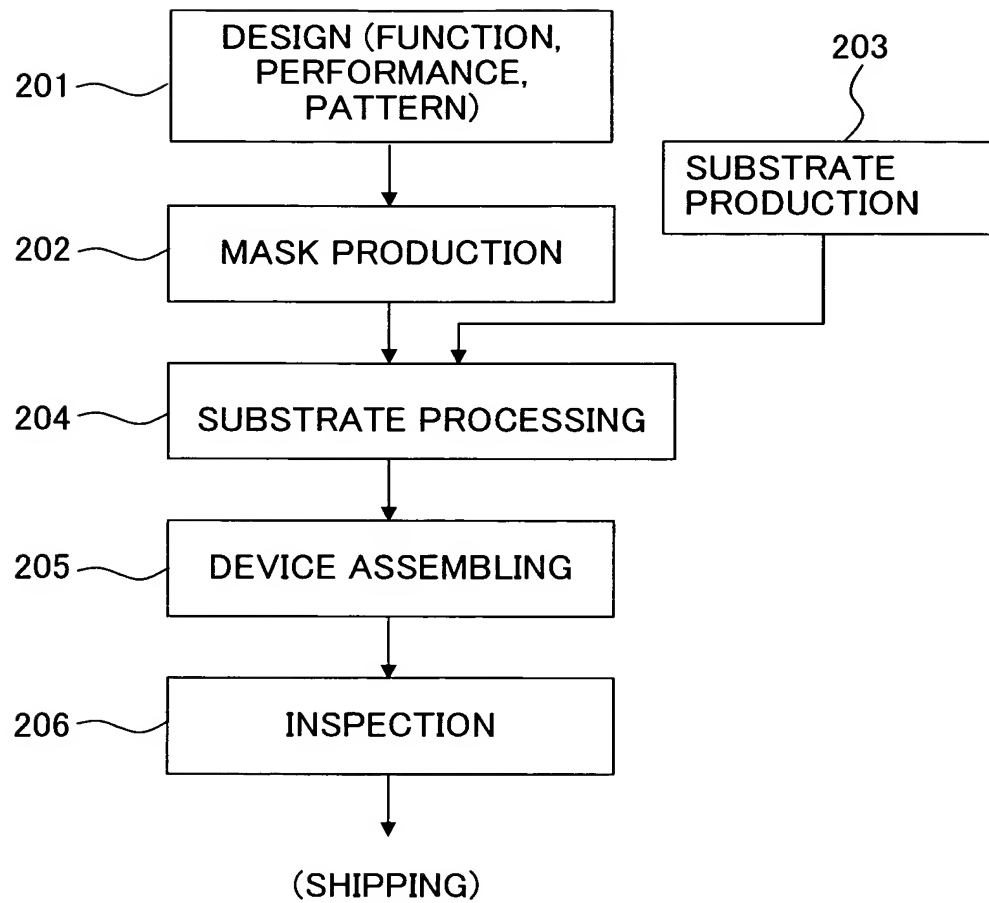 201
DESIGN (FUNCTION,
PERFORMANCE,
PATTERN)
203
SUBSTRATE
PRODUCTION
202
MASK PRODUCTION
204
SUBSTRATE PROCESSING
205
DEVICE ASSEMBLING
206
INSPECTION
(SHIPPING)